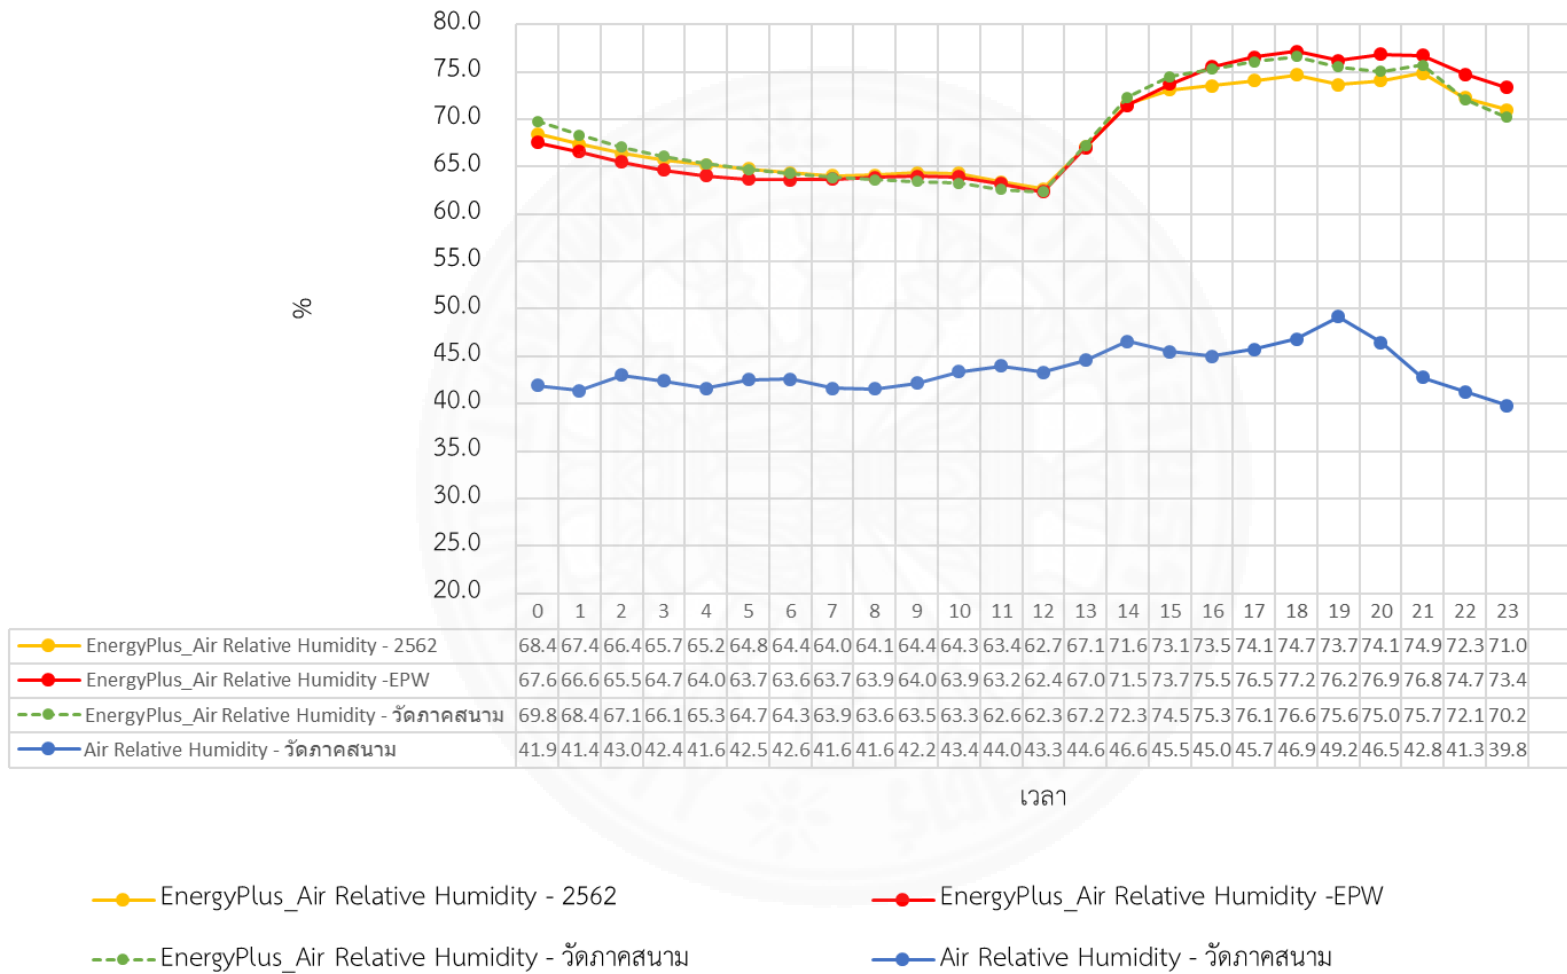 80.0
75.0
70.0
65.0
60.0
55.0
50.0
45.0
40.0
35.0
30.0
25.0
20.0
%
0 1 2 3 4 5 6 7 8 9 10 11 12 13 14 15 16 17 18 19 20 21 22 23
EnergyPlus_Air Relative Humidity - 2562 68.4 67.4 66.4 65.7 65.2 64.8 64.4 64.0 64.1 64.4 64.3 63.4 62.7 67.1 71.6 73.1 73.5 74.1 74.7 73.7 74.1 74.9 72.3 71.0
EnergyPlus_Air Relative Humidity -EPW 67.6 66.6 65.5 64.7 64.0 63.7 63.6 63.7 63.9 64.0 63.9 63.2 62.4 67.0 71.5 73.7 75.5 76.5 77.2 76.2 76.9 76.8 74.7 73.4
EnergyPlus_Air Relative Humidity - วัดภาคสนาม 69.8 68.4 67.1 66.1 65.3 64.7 64.3 63.9 63.6 63.5 63.3 62.6 62.3 67.2 72.3 74.5 75.3 76.1 76.6 75.6 75.0 75.7 72.1 70.2
Air Relative Humidity - วัดภาคสนาม 41.9 41.4 43.0 42.4 41.6 42.5 42.6 41.6 41.6 42.2 43.4 44.0 43.3 44.6 46.6 45.5 45.0 45.7 46.9 49.2 46.5 42.8 41.3 39.8
เวลา
EnergyPlus_Air Relative Humidity - 2562
EnergyPlus_Air Relative Humidity -EPW
EnergyPlus_Air Relative Humidity - วัดภาคสนาม
Air Relative Humidity - วัดภาคสนาม